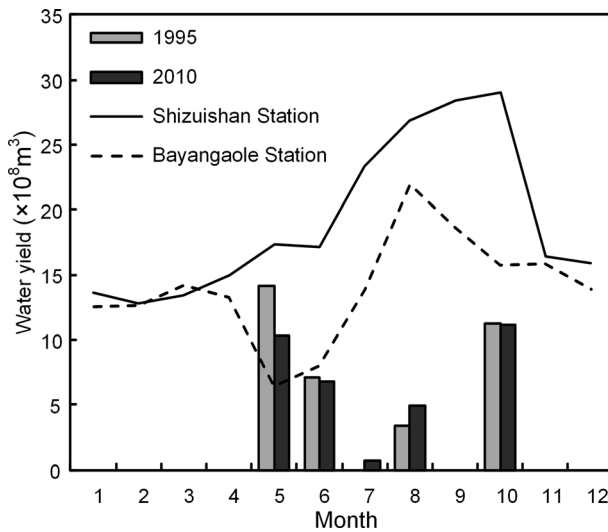 35
30
25
20
15
10
5
0
Water yield (×10⁸m³)
1995
2010
Shizuishan Station
Bayangaole Station
1 2 3 4 5 6 7 8 9 10 11 12
Month